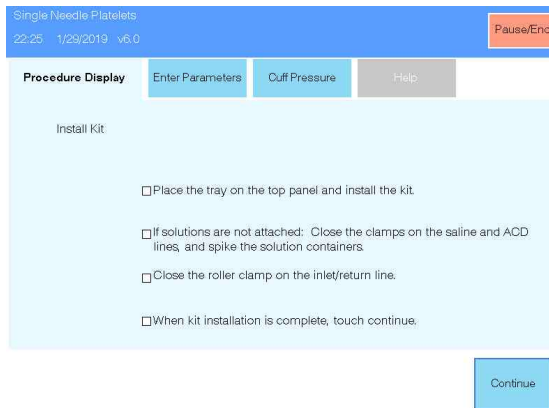 Single Needle Platelets
22:25 1/29/2019 v6.0
Pause/End
Procedure Display
Enter Parameters
Cuff Pressure
Help
Install Kit
Place the tray on the top panel and install the kit.
If solutions are not attached: Close the clamps on the saline and ACD
lines, and spike the solution containers.
Close the roller clamp on the inlet/return line.
When kit installation is complete, touch continue.
Continue